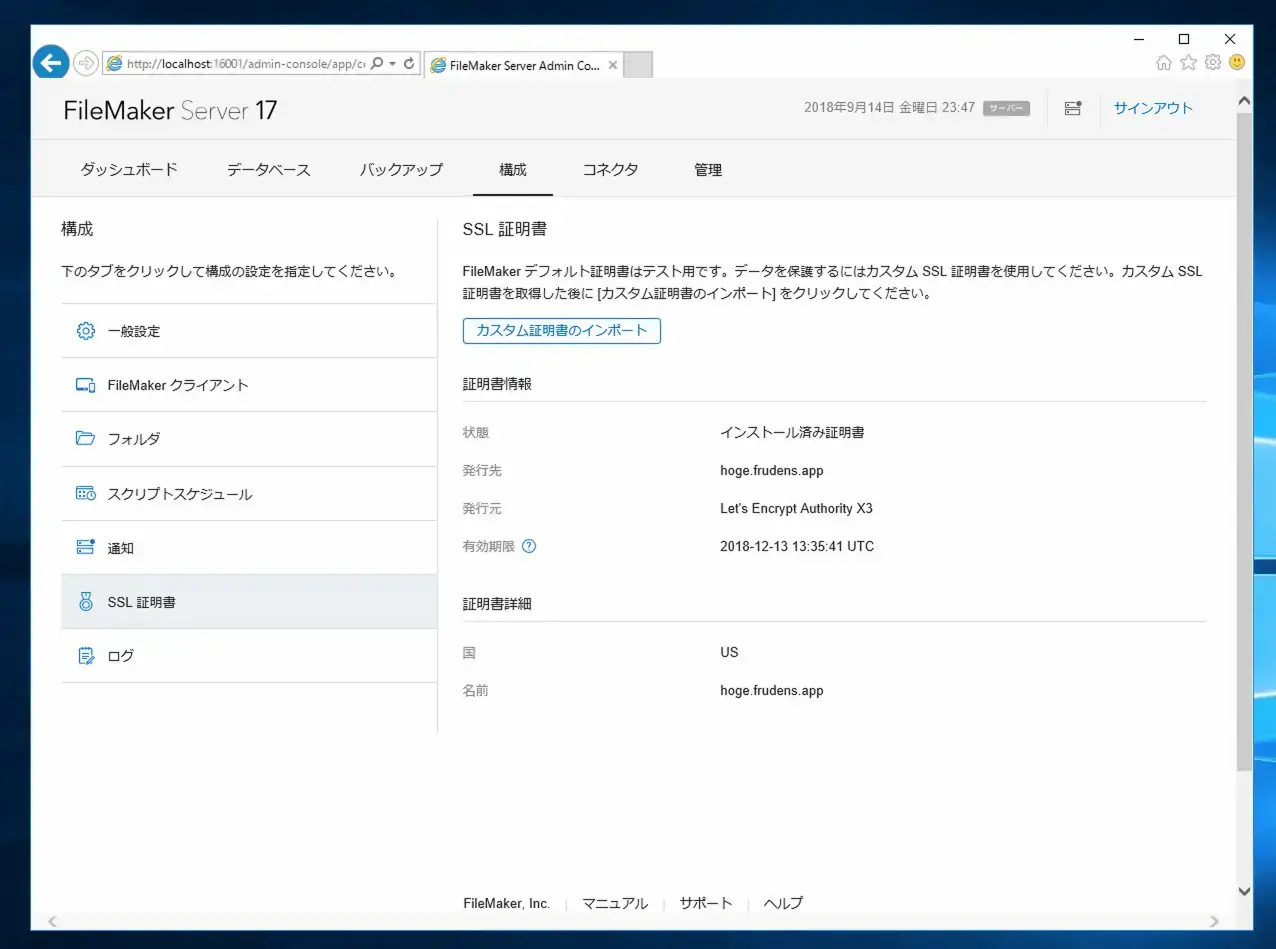 http://localhost:16001/admin-console/app/c
FileMaker Server Admin Co...
FileMaker Server 17
2018年9月14日 金曜日 23:47
サーバー
サインアウト
ダッシュボード
データベース
バックアップ
構成
コネクタ
管理
構成
下のタブをクリックして構成の設定を指定してください。
一般設定
FileMaker クライアント
フォルダ
スクリプトスケジュール
通知
SSL 証明書
ログ
SSL 証明書
FileMaker デフォルト証明書はテスト用です。データを保護するにはカスタム SSL 証明書を使用してください。カスタム SSL
証明書を取得した後に [カスタム証明書のインポート] をクリックしてください。
カスタム証明書のインポート
証明書情報
状態 インストール済み証明書
発行先 hoge.frudens.app
発行元 Let's Encrypt Authority X3
有効期限 ? 2018-12-13 13:35:41 UTC
証明書詳細
国 US
名前 hoge.frudens.app
FileMaker, Inc.
マニュアル
サポート
ヘルプ